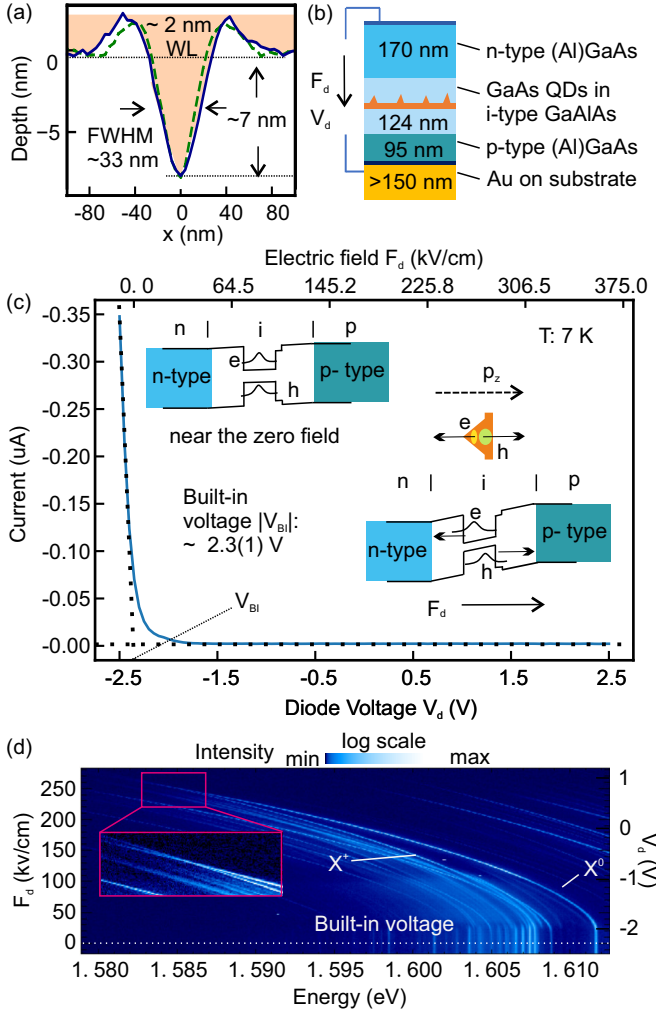 (a)
~ 2 nm
WL
0
−5
Depth (nm)
FWHM
~33 nm
~7 nm
-80
-40
0
40
80
x (nm)
(b)
170 nm
n-type (Al)GaAs
F_d
V_d
GaAs QDs in
i-type GaAlAs
124 nm
95 nm
p-type (Al)GaAs
>150 nm
Au on substrate
Electric field F_d (kV/cm)
(c)
0. 0
64.5
145.2
225.8
306.5
375.0
-0.35
-0.30
-0.25
-0.20
-0.15
-0.10
-0.05
-0.00
Current (uA)
n | i | p
n-type
e
h
p- type
near the zero field
T: 7 K
p_z
e
h
Built-in
voltage |V_BI|:
~ 2.3(1) V
n | i | p
n-type
e
h
p- type
F_d
V_BI
-2.5
-1.5
-0.5
0.5
1.5
2.5
Diode Voltage V_d (V)
(d)
Intensity
min
log scale
max
250
200
150
100
50
0
F_d (kv/cm)
X⁺
X⁰
Built-in voltage
1
0
-1
-2
V_p (V)
1. 580
1. 585
1. 590
1. 595
1. 600
1. 605
1. 610
Energy (eV)